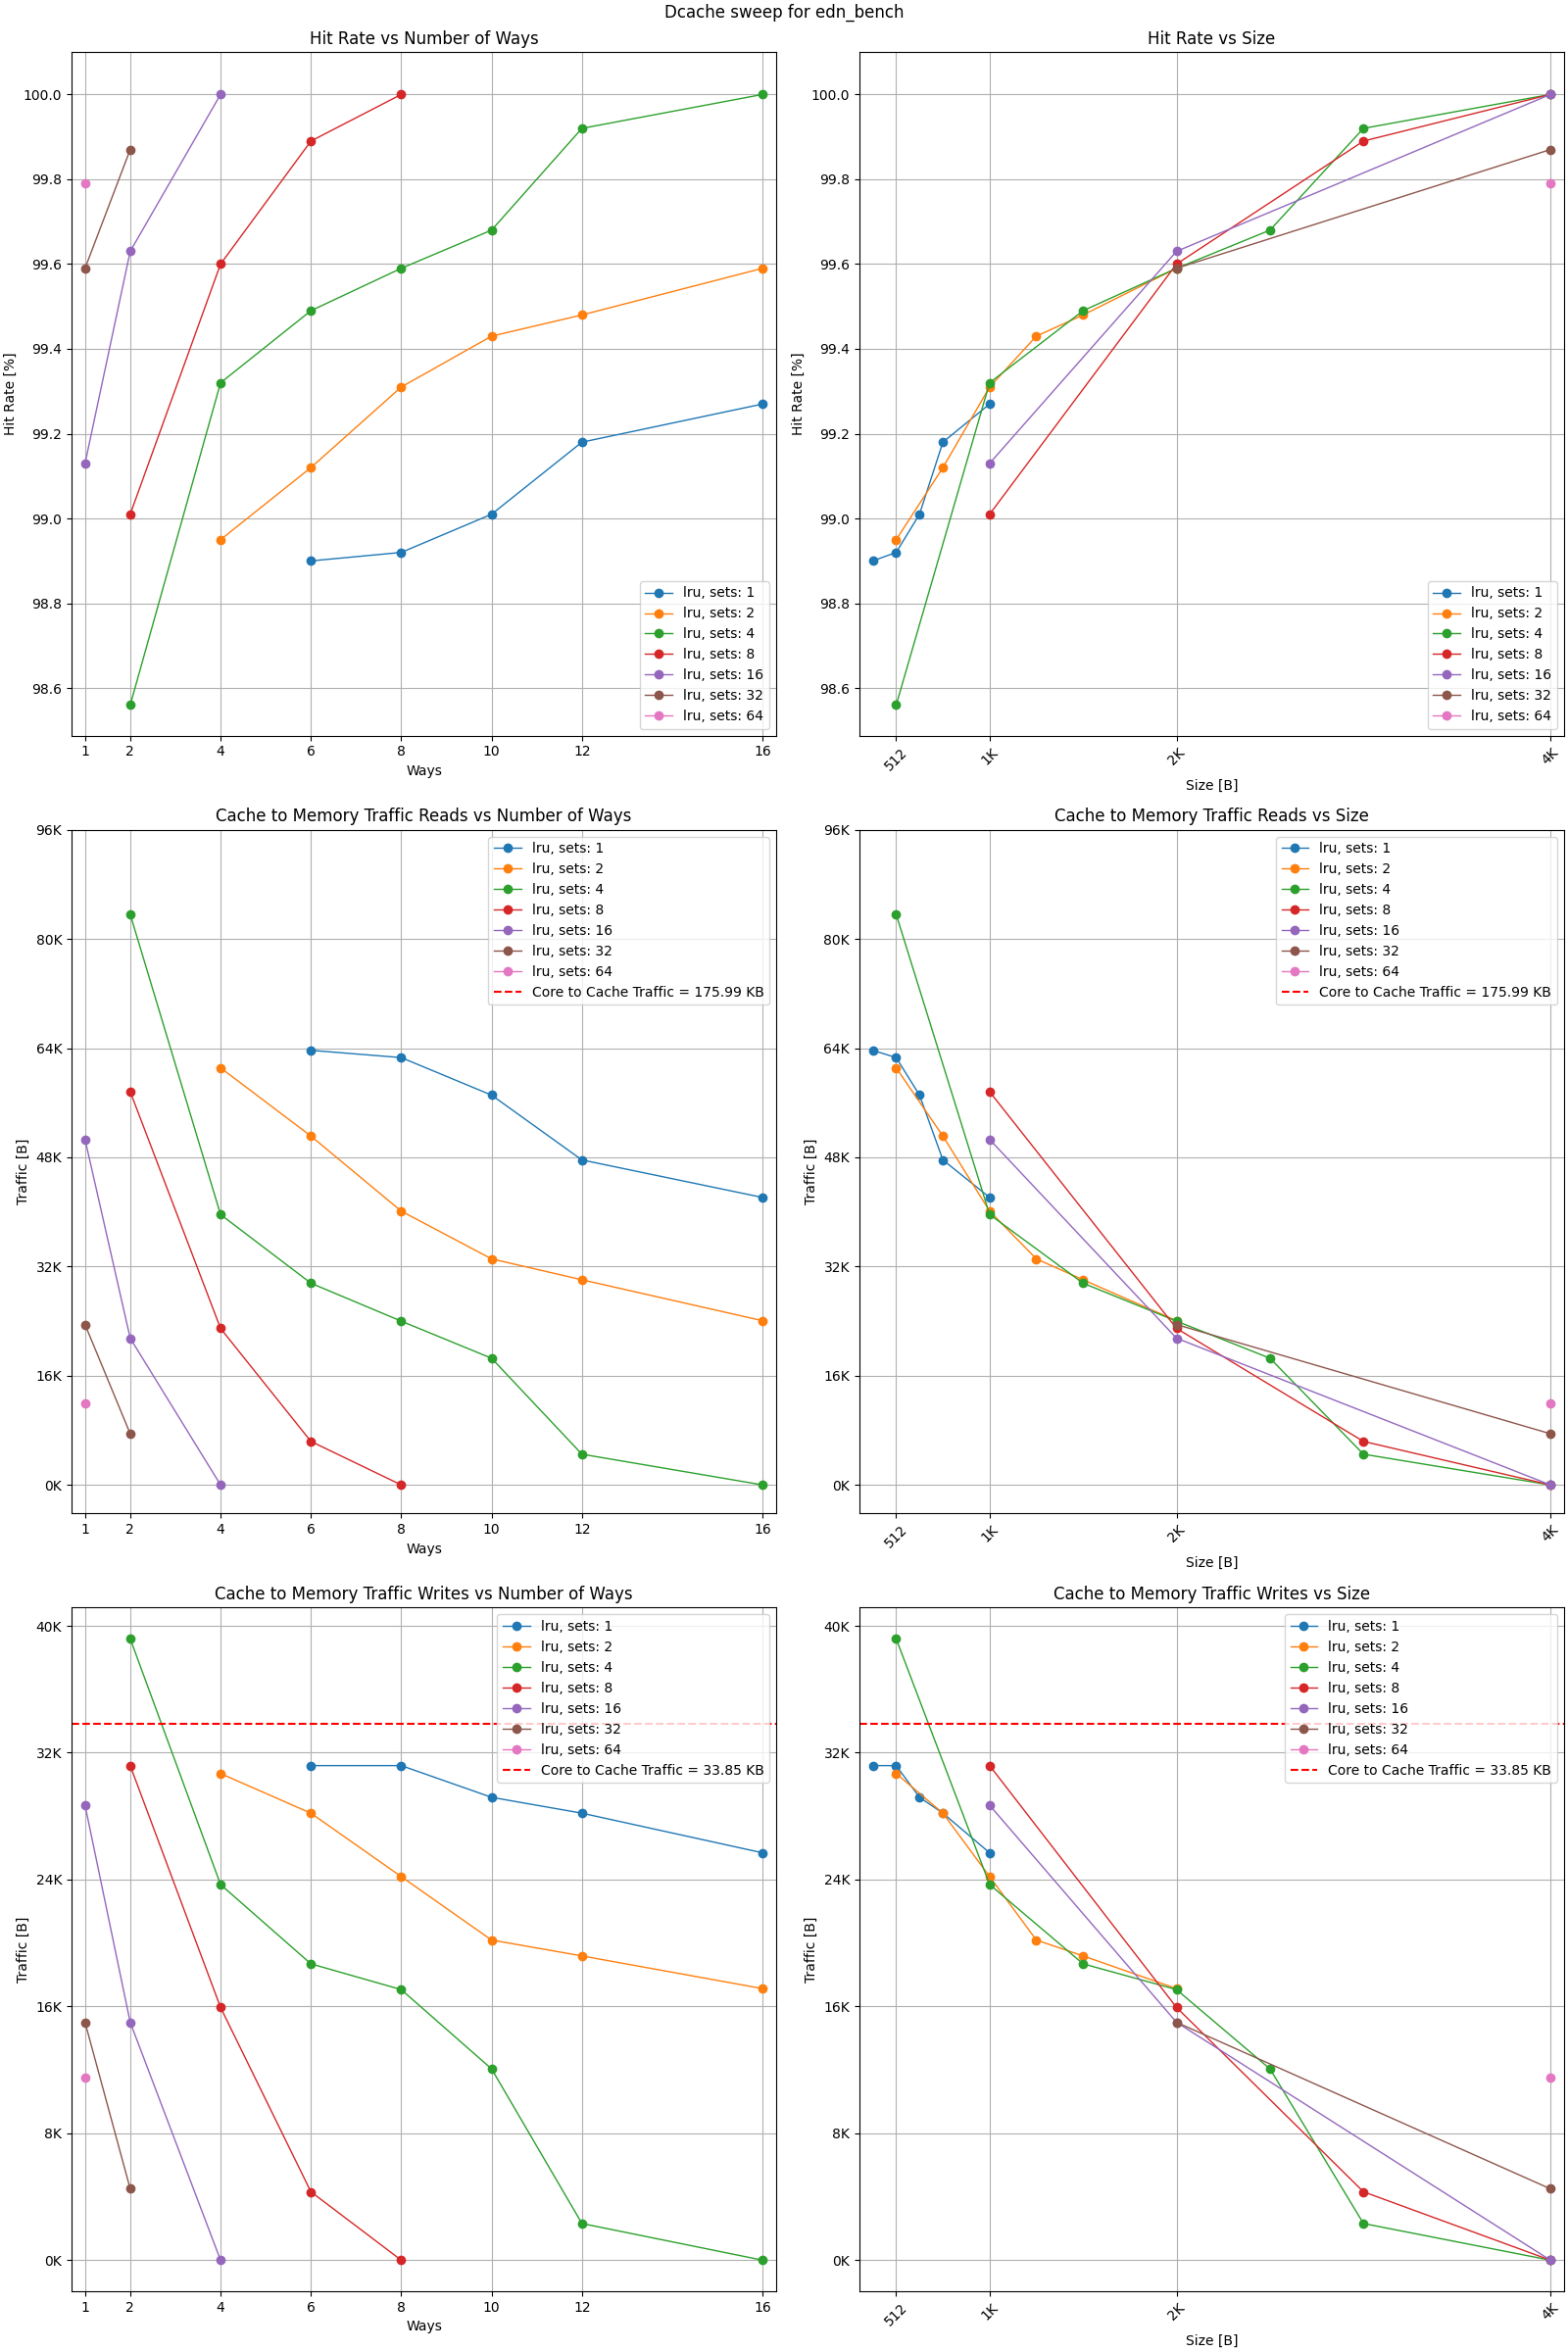 Dcache sweep for edn_bench
Hit Rate vs Number of Ways
Hit Rate [%]
100.0
99.8
99.6
99.4
99.2
99.0
98.8
98.6
lru, sets: 1
lru, sets: 2
lru, sets: 4
lru, sets: 8
lru, sets: 16
lru, sets: 32
lru, sets: 64
1 2 4 6 8 10 12 16
Ways
Hit Rate vs Size
Hit Rate [%]
100.0
99.8
99.6
99.4
99.2
99.0
98.8
98.6
lru, sets: 1
lru, sets: 2
lru, sets: 4
lru, sets: 8
lru, sets: 16
lru, sets: 32
lru, sets: 64
512 1K 2K 4K
Size [B]
Cache to Memory Traffic Reads vs Number of Ways
Traffic [B]
96K
80K
64K
48K
32K
16K
0K
lru, sets: 1
lru, sets: 2
lru, sets: 4
lru, sets: 8
lru, sets: 16
lru, sets: 32
lru, sets: 64
Core to Cache Traffic = 175.99 KB
1 2 4 6 8 10 12 16
Ways
Cache to Memory Traffic Reads vs Size
Traffic [B]
96K
80K
64K
48K
32K
16K
0K
lru, sets: 1
lru, sets: 2
lru, sets: 4
lru, sets: 8
lru, sets: 16
lru, sets: 32
lru, sets: 64
Core to Cache Traffic = 175.99 KB
512 1K 2K 4K
Size [B]
Cache to Memory Traffic Writes vs Number of Ways
Traffic [B]
40K
32K
24K
16K
8K
0K
lru, sets: 1
lru, sets: 2
lru, sets: 4
lru, sets: 8
lru, sets: 16
lru, sets: 32
lru, sets: 64
Core to Cache Traffic = 33.85 KB
1 2 4 6 8 10 12 16
Ways
Cache to Memory Traffic Writes vs Size
Traffic [B]
40K
32K
24K
16K
8K
0K
lru, sets: 1
lru, sets: 2
lru, sets: 4
lru, sets: 8
lru, sets: 16
lru, sets: 32
lru, sets: 64
Core to Cache Traffic = 33.85 KB
512 1K 2K 4K
Size [B]